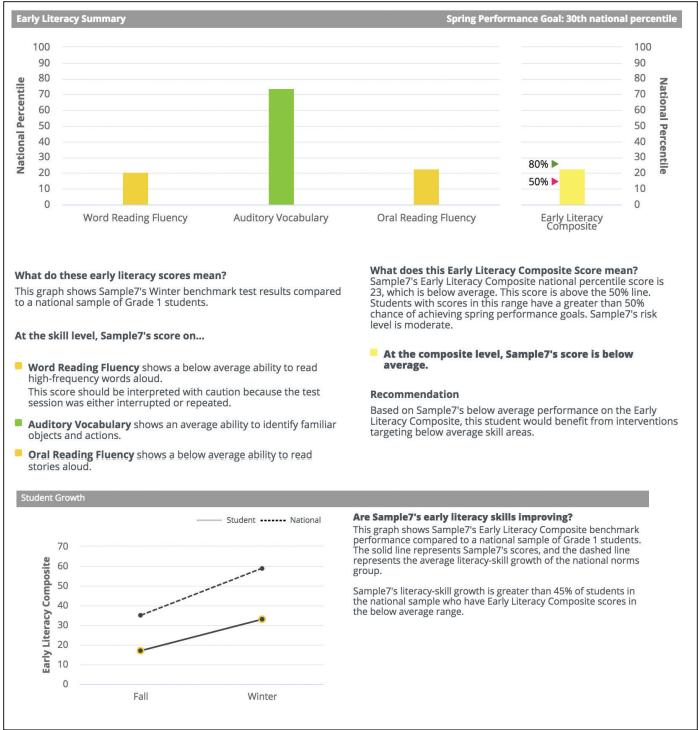 Early Literacy Summary
Spring Performance Goal: 30th national percentile
National Percentile
100
90
80
70
60
50
40
30
20
10
0
Word Reading Fluency
Auditory Vocabulary
Oral Reading Fluency
80%
50%
Early Literacy
Composite
100
90
80
70
60
50
40
30
20
10
0
National Percentile
What do these early literacy scores mean?
This graph shows Sample7's Winter benchmark test results compared
to a national sample of Grade 1 students.
At the skill level, Sample7's score on...
Word Reading Fluency shows a below average ability to read
high-frequency words aloud.
This score should be interpreted with caution because the test
session was either interrupted or repeated.
Auditory Vocabulary shows an average ability to identify familiar
objects and actions.
Oral Reading Fluency shows a below average ability to read
stories aloud.
What does this Early Literacy Composite Score mean?
Sample7's Early Literacy Composite national percentile score is
23, which is below average. This score is above the 50% line.
Students with scores in this range have a greater than 50%
chance of achieving spring performance goals. Sample7's risk
level is moderate.
At the composite level, Sample7's score is below
average.
Recommendation
Based on Sample7's below average performance on the Early
Literacy Composite, this student would benefit from interventions
targeting below average skill areas.
Student Growth
Student
National
Early Literacy Composite
70
60
50
40
30
20
10
0
Fall
Winter
Are Sample7's early literacy skills improving?
This graph shows Sample7's Early Literacy Composite benchmark
performance compared to a national sample of Grade 1 students.
The solid line represents Sample7's scores, and the dashed line
represents the average literacy-skill growth of the national norms
group.
Sample7's literacy-skill growth is greater than 45% of students in
the national sample who have Early Literacy Composite scores in
the below average range.